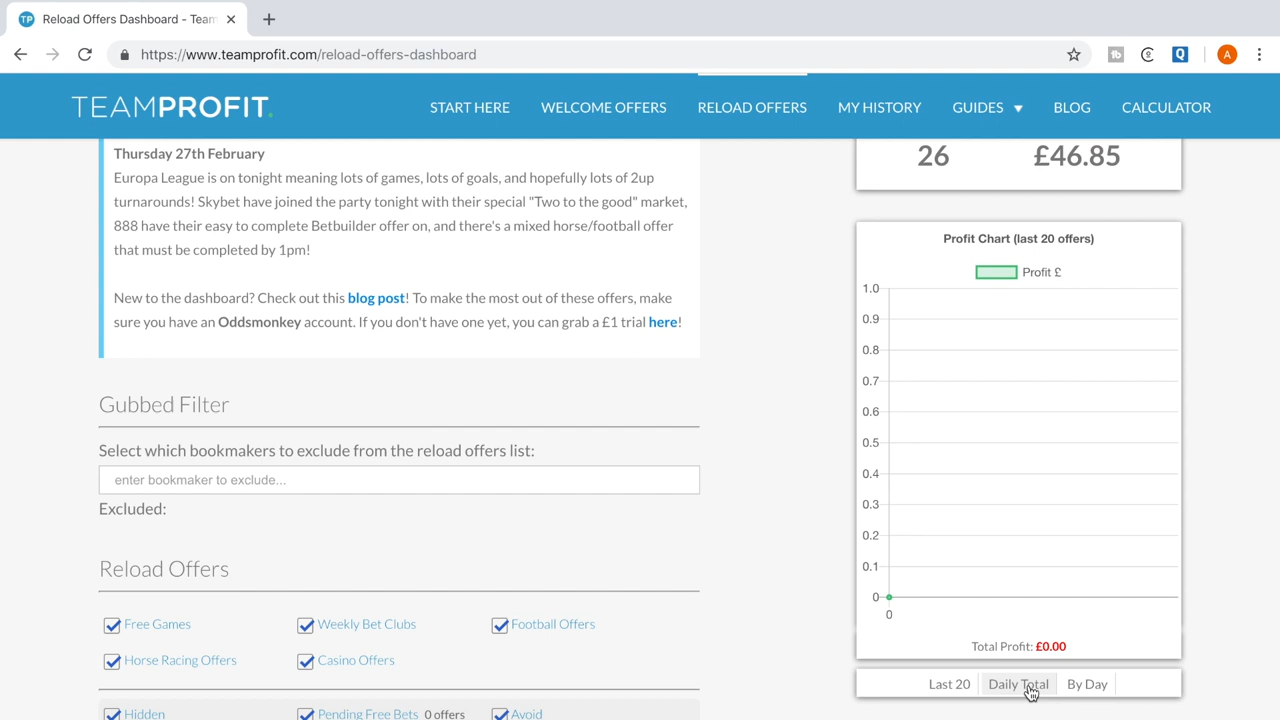 TP Reload Offers Dashboard - Team
https://www.teamprofit.com/reload-offers-dashboard
tb
Q
A
TEAMPROFIT.
START HERE
WELCOME OFFERS
RELOAD OFFERS
MY HISTORY
GUIDES
BLOG
CALCULATOR
Thursday 27th February
Europa League is on tonight meaning lots of games, lots of goals, and hopefully lots of 2up
turnarounds! Skybet have joined the party tonight with their special "Two to the good" market,
888 have their easy to complete Betbuilder offer on, and there's a mixed horse/football offer
that must be completed by 1pm!
New to the dashboard? Check out this blog post! To make the most out of these offers, make
sure you have an Oddsmonkey account. If you don't have one yet, you can grab a £1 trial here!
Gubbed Filter
Select which bookmakers to exclude from the reload offers list:
enter bookmaker to exclude...
Excluded:
Reload Offers
Free Games
Weekly Bet Clubs
Football Offers
Horse Racing Offers
Casino Offers
Hidden
Pending Free Bets 0 offers
Avoid
26
£46.85
Profit Chart (last 20 offers)
Profit £
1.0
0.9
0.8
0.7
0.6
0.5
0.4
0.3
0.2
0.1
0
0
Total Profit: £0.00
Last 20
Daily Total
By Day